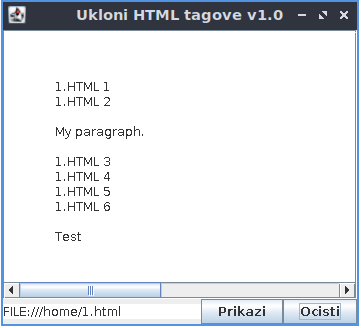 Ukloni HTML tagove v1.0
1.HTML 1
1.HTML 2
My paragraph.
1.HTML 3
1.HTML 4
1.HTML 5
1.HTML 6
Test
FILE:///home/1.html
Prikazi
Ocisti